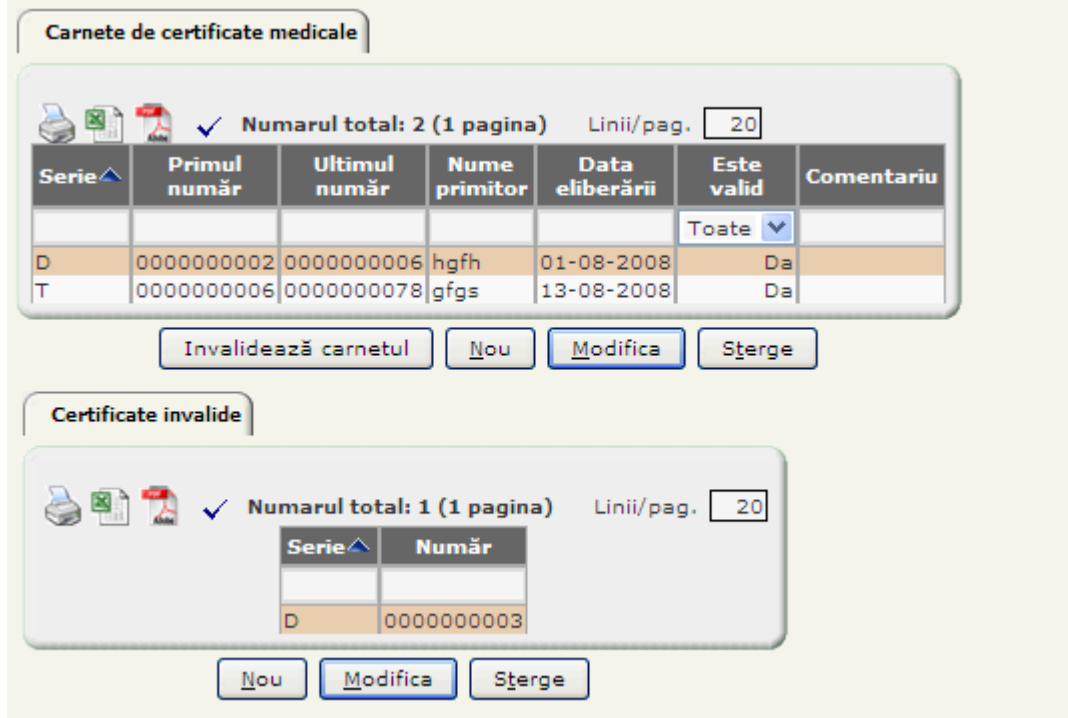 Carnete de certificate medicale
Numarul total: 2 (1 pagina) Linii/pag. 20
Serie Primul număr Ultimul număr Nume primitor Data eliberării Este valid Comentariu
Toate
D 0000000002 0000000006 hgfh 01-08-2008 Da
T 0000000006 0000000078 gfgs 13-08-2008 Da
Invalidează carnetul Nou Modifica Sterge
Certificate invalide
Numarul total: 1 (1 pagina) Linii/pag. 20
Serie Număr
D 0000000003
Nou Modifica Sterge